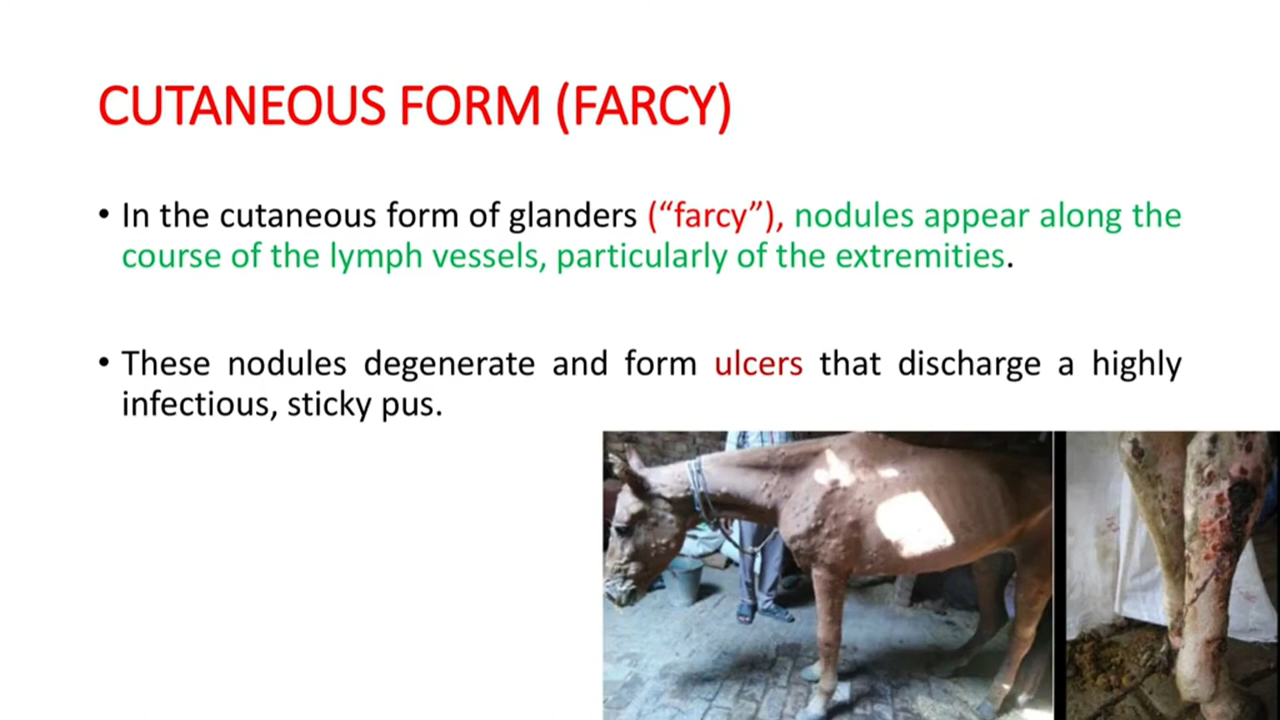 CUTANEOUS FORM (FARCY)
• In the cutaneous form of glanders (“farcy”), nodules appear along the
course of the lymph vessels, particularly of the extremities.
• These nodules degenerate and form ulcers that discharge a highly
infectious, sticky pus.